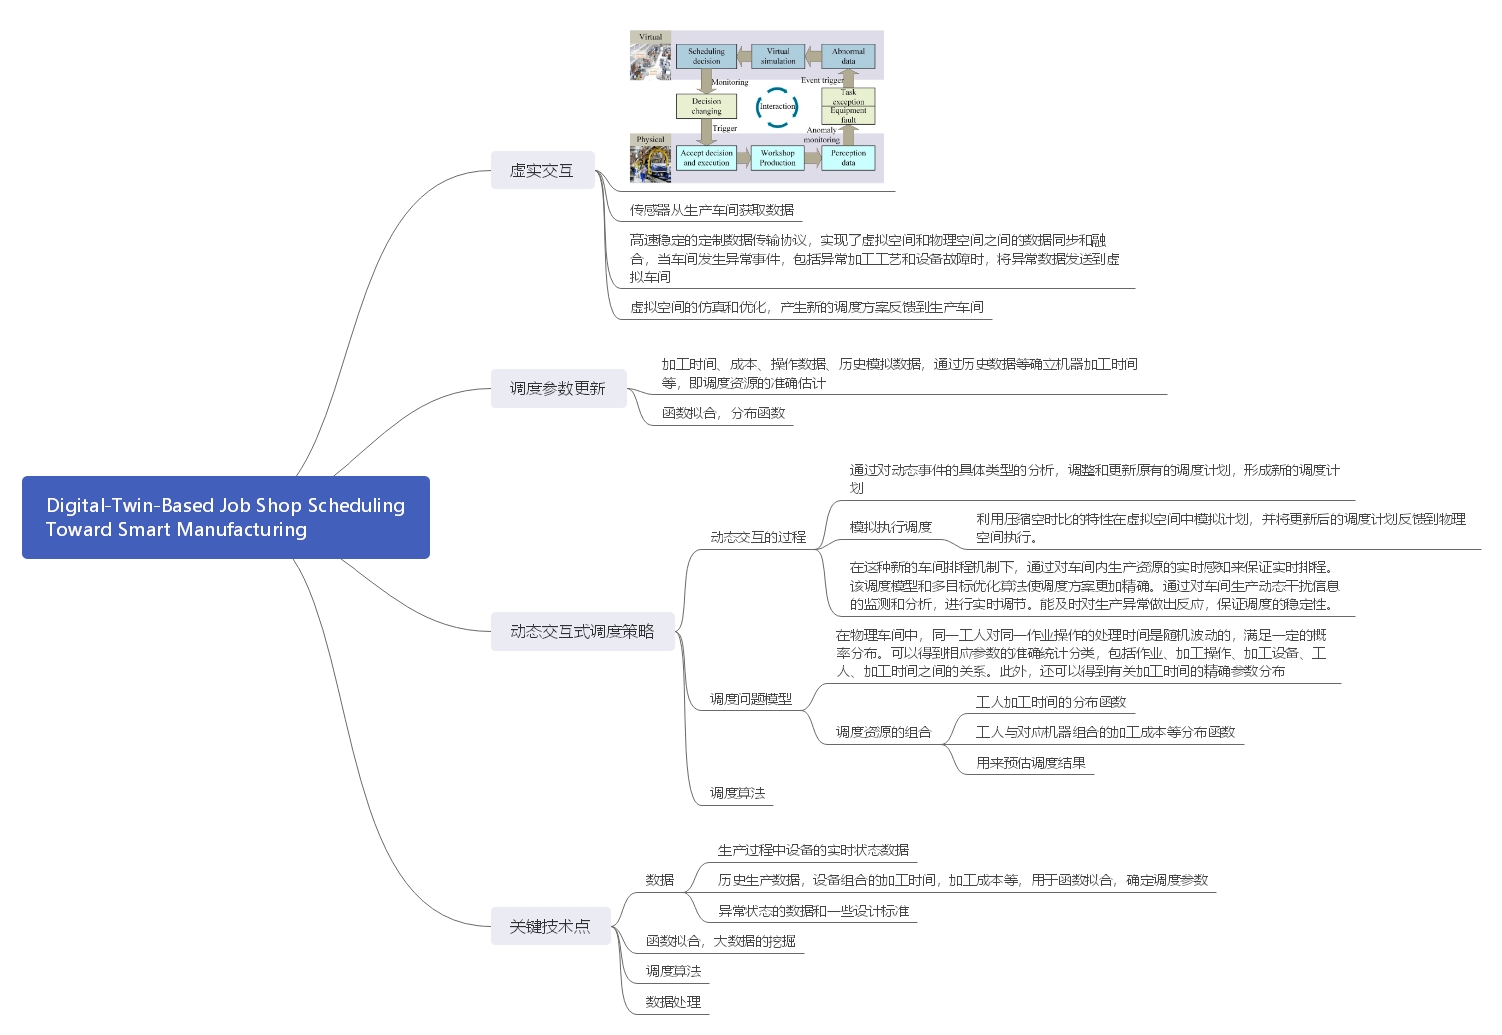 Digital-Twin-Based Job Shop Scheduling
Toward Smart Manufacturing
虚实交互
Virtual
Scheduling
decision
Virtual
simulation
Abnormal
data
Monitoring
Event trigger
Decision
changing
Interaction
Task
exception
Equipment
fault
Trigger
Anomaly
monitoring
Physical
Accept decision
and execution
Workshop
Production
Perception
data
传感器从生产车间获取数据
高速稳定的定制数据传输协议，实现了虚拟空间和物理空间之间的数据同步和融
合，当车间发生异常事件，包括异常加工工艺和设备故障时，将异常数据发送到虚
拟车间
虚拟空间的仿真和优化，产生新的调度方案反馈到生产车间
调度参数更新
加工时间、成本、操作数据、历史模拟数据，通过历史数据等确立机器加工时间
等，即调度资源的准确估计
函数拟合，分布函数
动态交互式调度策略
动态交互的过程
通过对动态事件的具体类型的分析，调整和更新原有的调度计划，形成新的调度计
划
模拟执行调度
利用压缩空时比的特性在虚拟空间中模拟计划，并将更新后的调度计划反馈到物理
空间执行。
在这种新的车间排程机制下，通过对车间内生产资源的实时感知来保证实时排程。
该调度模型和多目标优化算法使调度方案更加精确。通过对车间生产动态干扰信息
的监测和分析，进行实时调节。能及时对生产异常做出反应，保证调度的稳定性。
调度问题模型
在物理车间中，同一工人对同一作业操作的处理时间是随机波动的，满足一定的概
率分布。可以得到相应参数的准确统计分类，包括作业、加工操作、加工设备、工
人、加工时间之间的关系。此外，还可以得到有关加工时间的精确参数分布
调度资源的组合
工人加工时间的分布函数
工人与对应机器组合的加工成本等分布函数
用来预估调度结果
调度算法
关键技术点
数据
生产过程中设备的实时状态数据
历史生产数据，设备组合的加工时间，加工成本等，用于函数拟合，确定调度参数
异常状态的数据和一些设计标准
函数拟合，大数据的挖掘
调度算法
数据处理